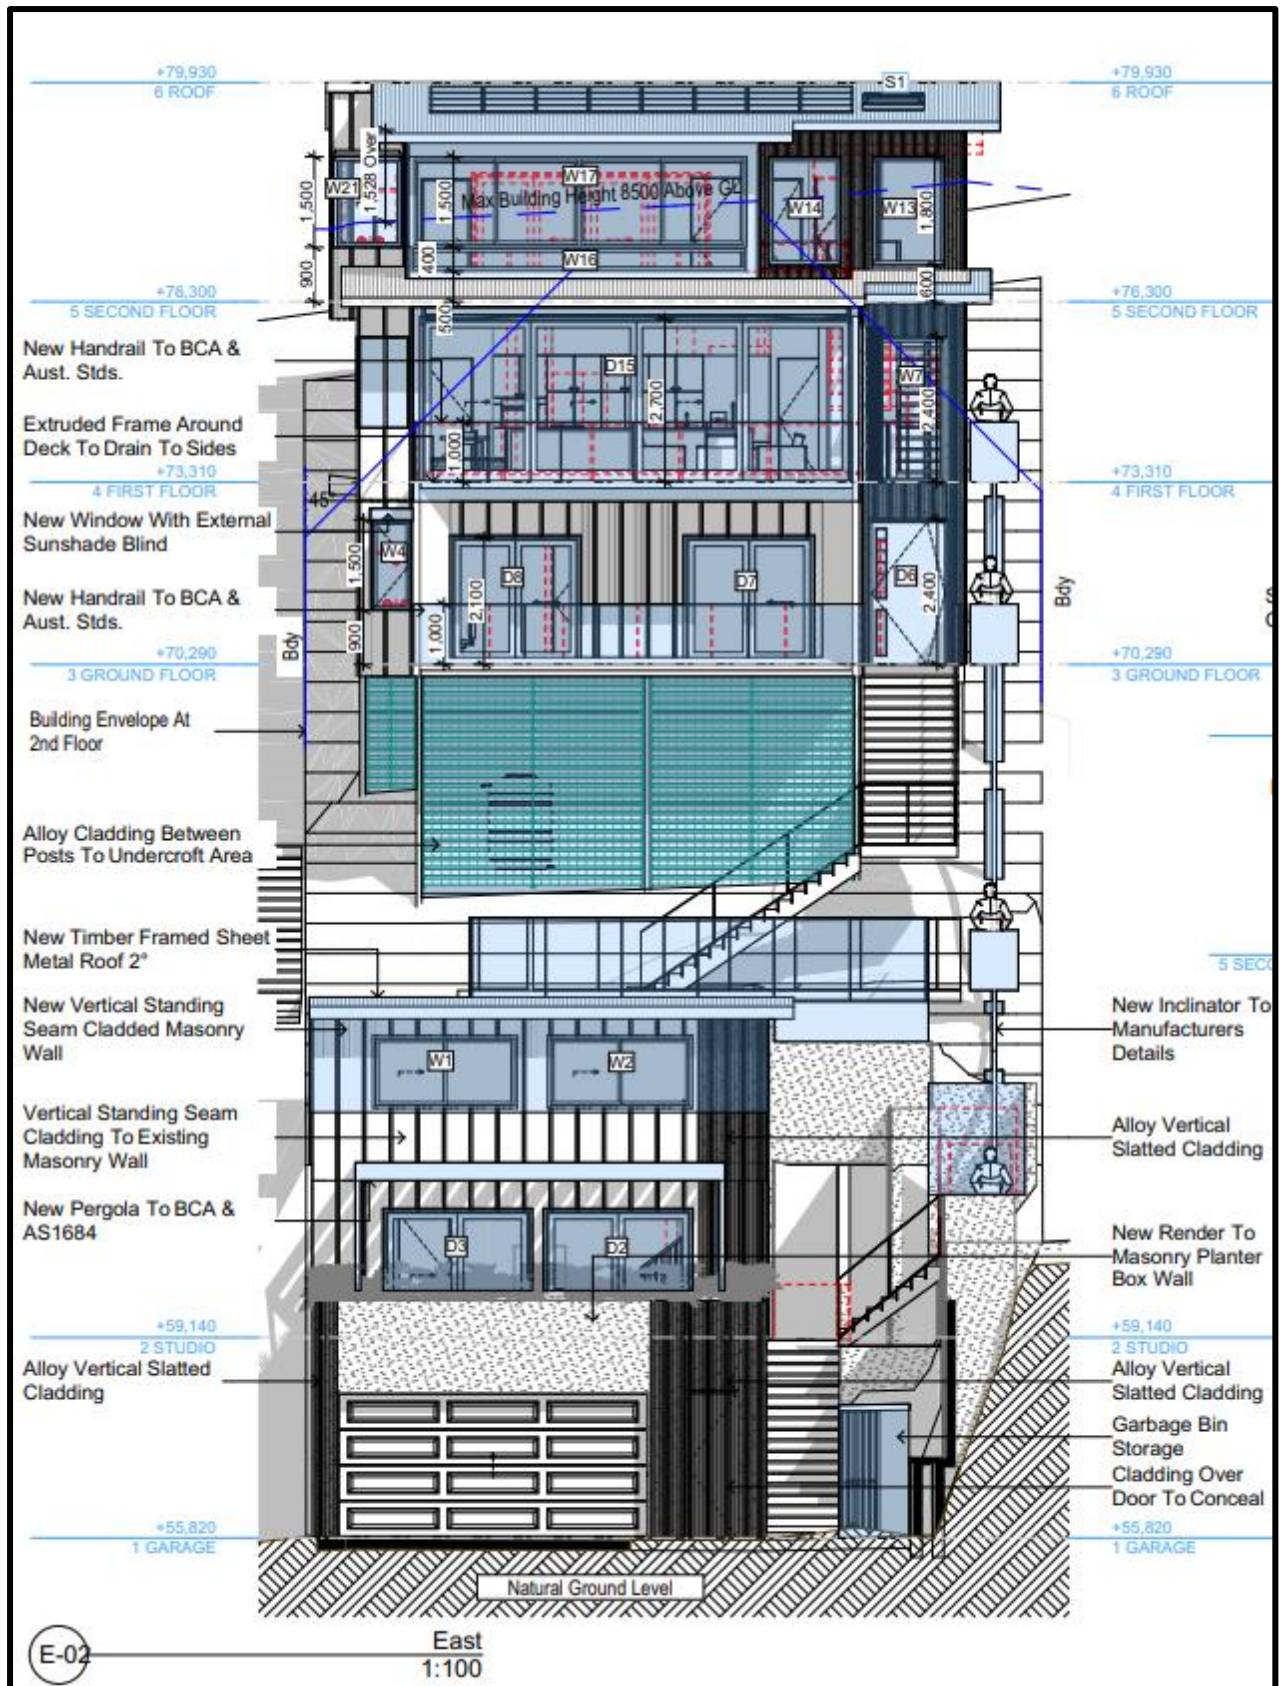 +79,930
6 ROOF
S1
+79,930
6 ROOF
1,528 Over
W21
1,500
900
W17
Max Building Height 8500 Above GL
1,500
400
W16
W14
W13
1,800
600
+78,300
5 SECOND FLOOR
500
+76,300
5 SECOND FLOOR
New Handrail To BCA &
Aust. Stds.
D15
2,700
W7
2,400
Extruded Frame Around
Deck To Drain To Sides
1,000
+73,310
4 FIRST FLOOR
45°
+73,310
4 FIRST FLOOR
New Window With External
Sunshade Blind
W4
1,500
D8
2,100
D7
D6
2,400
New Handrail To BCA &
Aust. Stds.
1,000
900
Bdy
Bdy
+70,290
3 GROUND FLOOR
+70,290
3 GROUND FLOOR
Building Envelope At
2nd Floor
Alloy Cladding Between
Posts To Undercroft Area
New Timber Framed Sheet
Metal Roof 2°
5 SECO
New Vertical Standing
Seam Cladded Masonry
Wall
W1
W2
New Inclinator To
Manufacturers
Details
Vertical Standing Seam
Cladding To Existing
Masonry Wall
Alloy Vertical
Slatted Cladding
New Pergola To BCA &
AS1684
D3
D2
New Render To
Masonry Planter
Box Wall
+59,140
2 STUDIO
+59,140
2 STUDIO
Alloy Vertical Slatted
Cladding
Alloy Vertical
Slatted Cladding
Garbage Bin
Storage
Cladding Over
Door To Conceal
+55,820
1 GARAGE
+55,820
1 GARAGE
Natural Ground Level
E-02
East
1:100